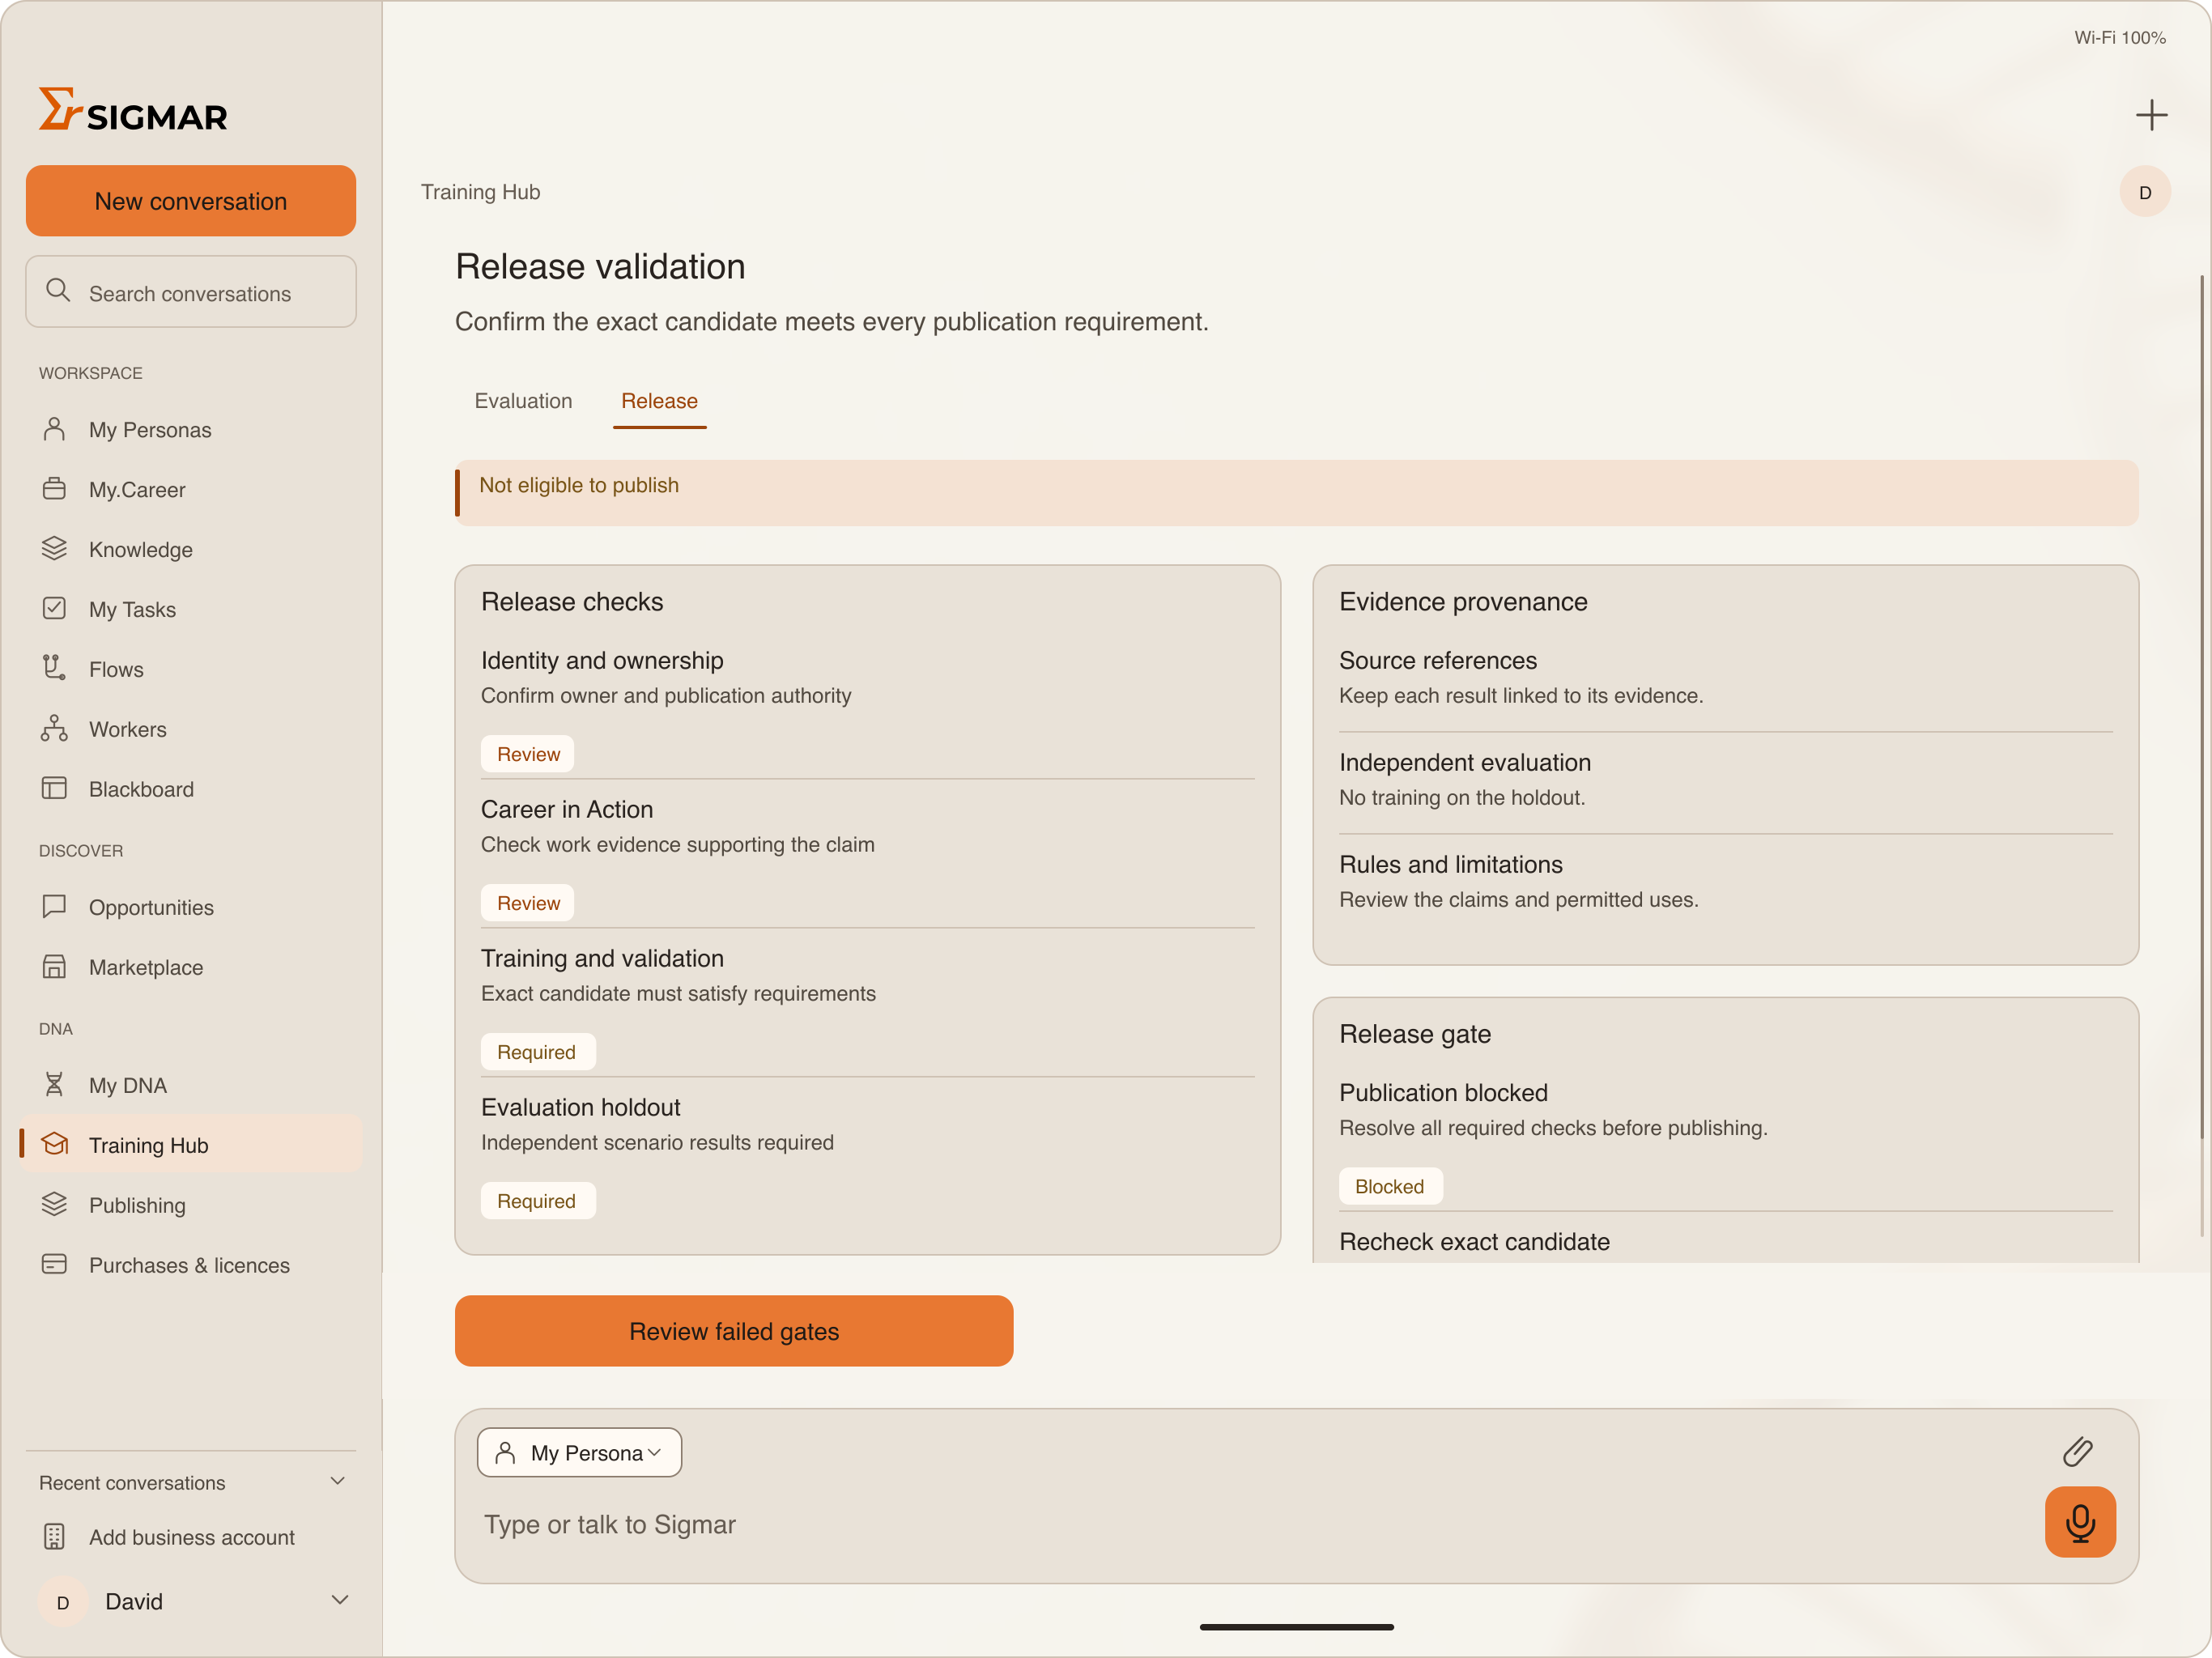 Wi-Fi 100%
Σr SIGMAR
New conversation
Search conversations
WORKSPACE
My Personas
My.Career
Knowledge
My Tasks
Flows
Workers
Blackboard
DISCOVER
Opportunities
Marketplace
DNA
My DNA
Training Hub
Publishing
Purchases & licences
Recent conversations
Add business account
D
David
Training Hub
D
Release validation
Confirm the exact candidate meets every publication requirement.
Evaluation
Release
Not eligible to publish
Release checks
Identity and ownership
Confirm owner and publication authority
Review
Career in Action
Check work evidence supporting the claim
Review
Training and validation
Exact candidate must satisfy requirements
Required
Evaluation holdout
Independent scenario results required
Required
Evidence provenance
Source references
Keep each result linked to its evidence.
Independent evaluation
No training on the holdout.
Rules and limitations
Review the claims and permitted uses.
Release gate
Publication blocked
Resolve all required checks before publishing.
Blocked
Recheck exact candidate
Review failed gates
My Persona
Type or talk to Sigmar